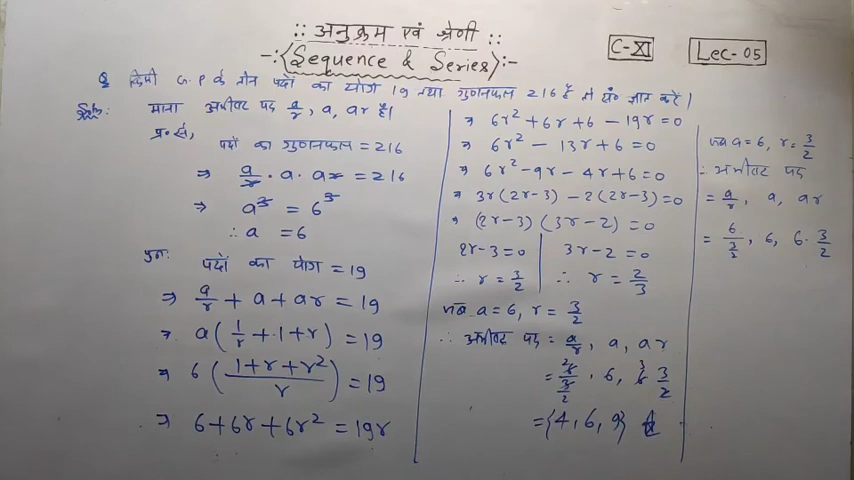 :: अनुक्रम एवं श्रेणी ::
-:{Sequence & Series}:-
C-XI
Lec-05
Q किसी G.P के तीन पदों का योग 19 तथा गुणनफल 216 है तो सं० ज्ञात करें।
Soln माना अभीष्ट पद a/r, a, ar है।
प्र० से,
पदों का गुणनफल = 216
⇒ a/r · a · ar = 216
⇒ a³ = 6³
∴ a = 6
पुनः
पदों का योग = 19
⇒ a/r + a + ar = 19
⇒ a(1/r + 1 + r) = 19
⇒ 6((1+r+r²)/r) = 19
⇒ 6+6r+6r² = 19r
⇒ 6r²+6r+6-19r=0
⇒ 6r²-13r+6=0
⇒ 6r²-9r-4r+6=0
⇒ 3r(2r-3)-2(2r-3)=0
⇒ (2r-3)(3r-2)=0
2r-3=0 | 3r-2=0
∴ r=3/2 | ∴ r=2/3
जब a=6, r=3/2
∴ अभीष्ट पद = a/r, a, ar
= 6/(3/2), 6, 6 3/2
={4,6,9}
जब a=6, r=3/2
∴ अभीष्ट पद
= a/r, a, ar
, 6, 6·3/2